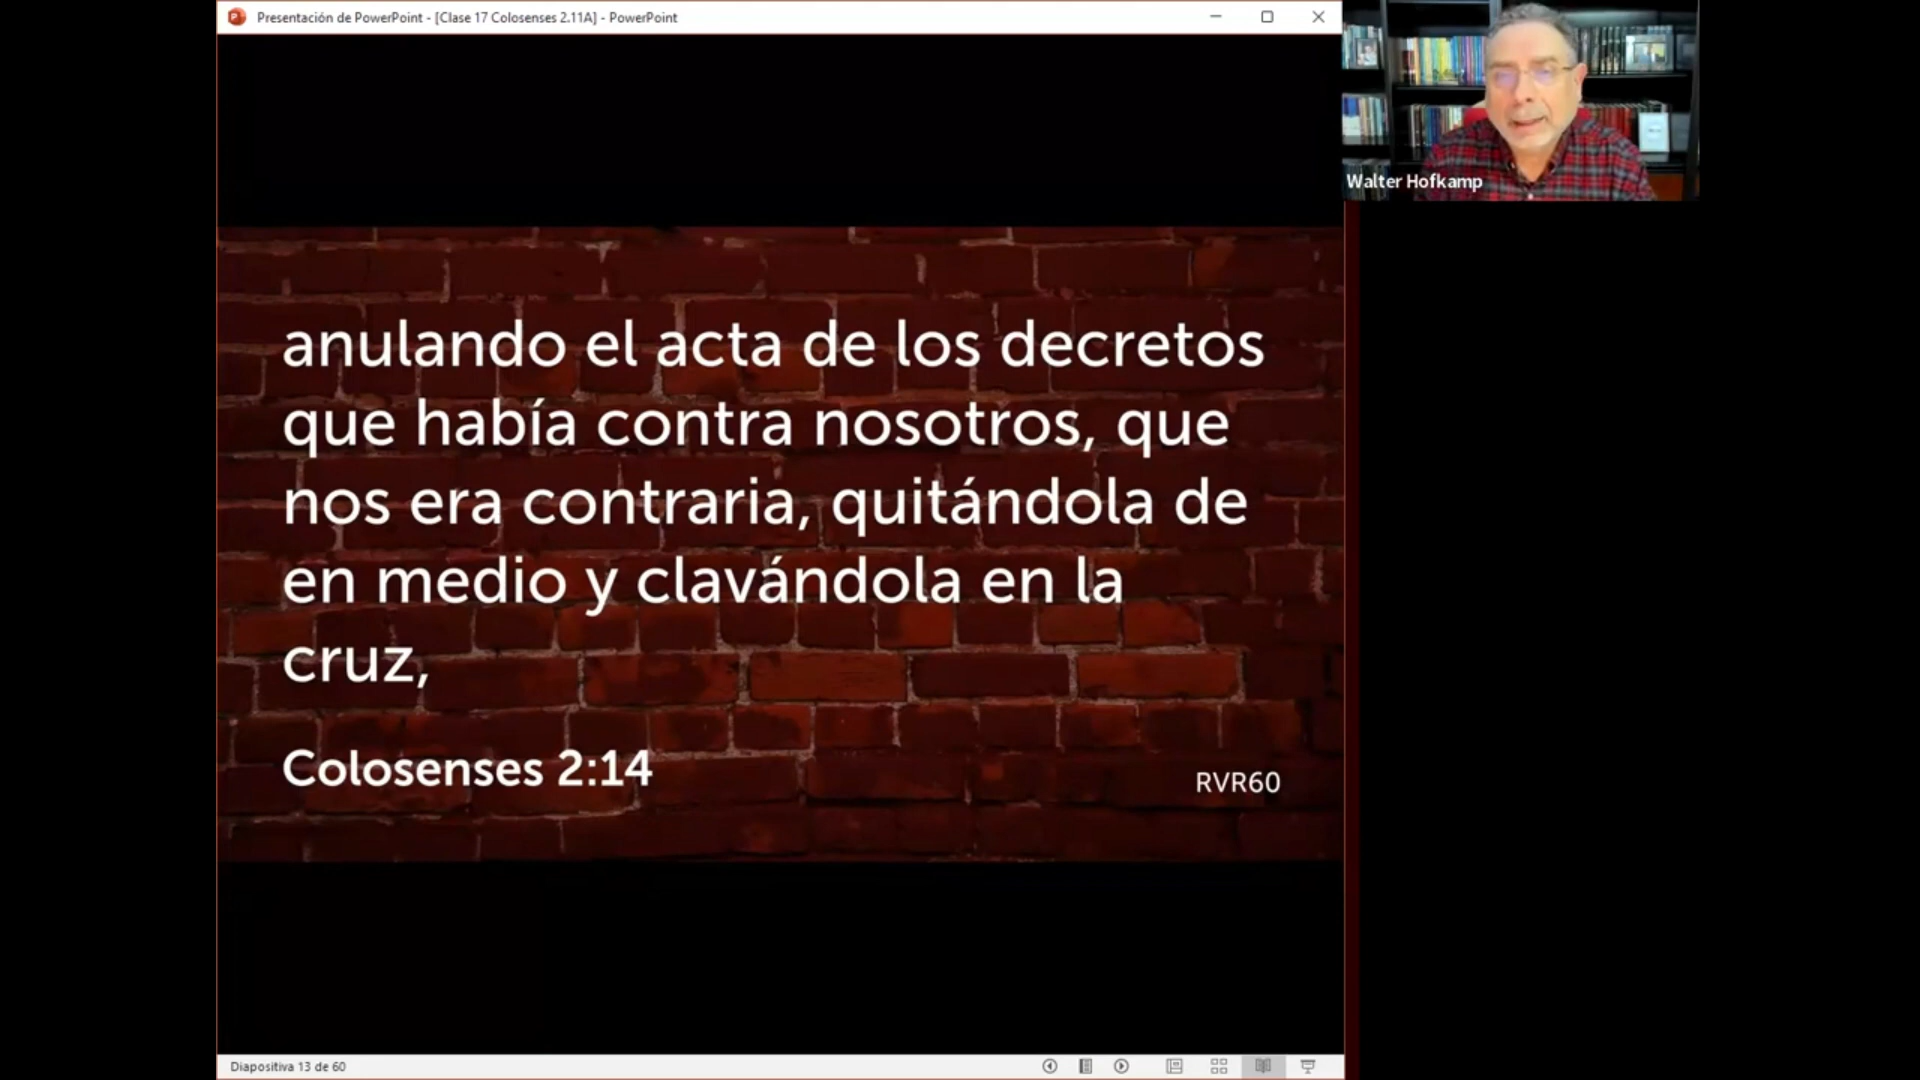 Presentación de PowerPoint - [Clase 17 Colosenses 2.11A] - PowerPoint
Walter Hofkamp
anulando el acta de los decretos
que había contra nosotros, que
nos era contraria, quitándola de
en medio y clavándola en la
cruz,
Colosenses 2:14
RVR60
Diapositiva 13 de 60